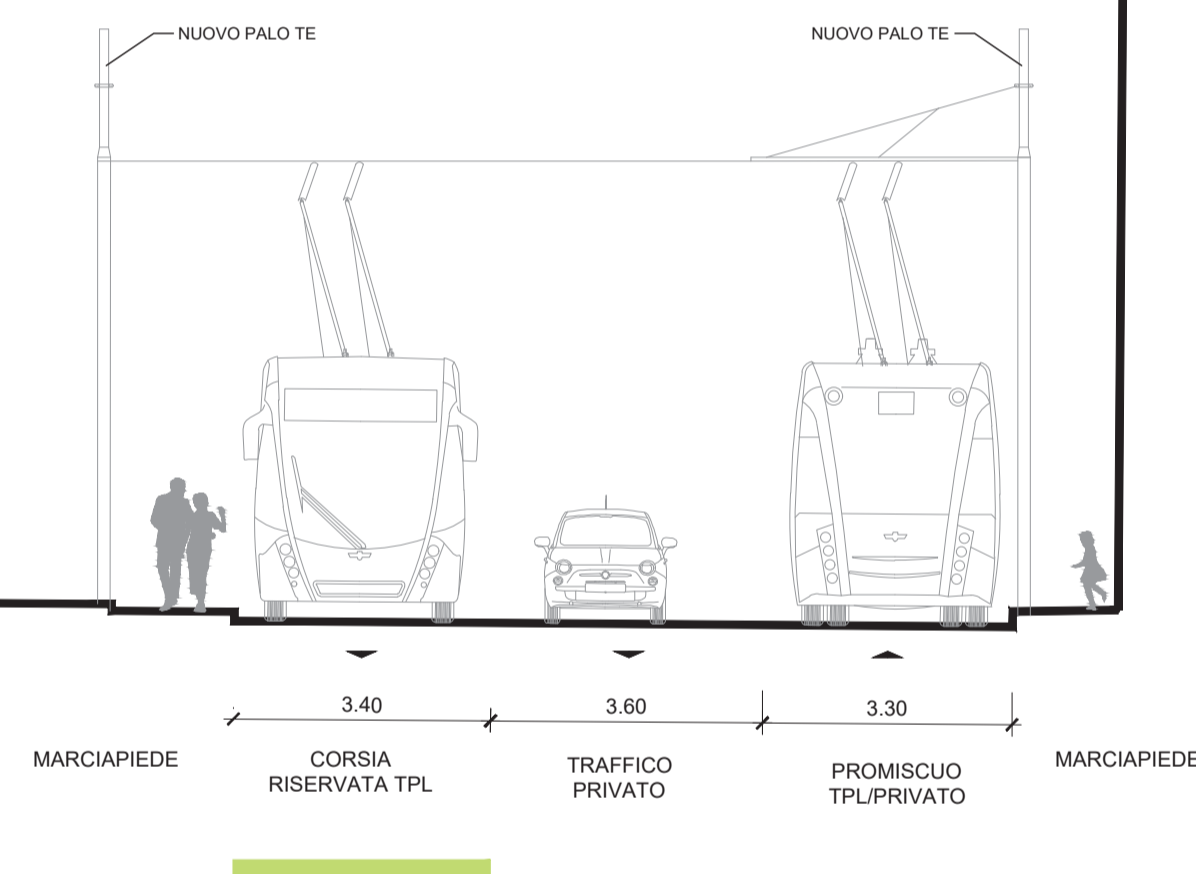 NUOVO PALO TE
NUOVO PALO TE
3.40
3.60
3.30
MARCIAPIEDE
CORSIA
RISERVATA TPL
TRAFFICO
PRIVATO
PROMISCUO
TPL/PRIVATO
MARCIAPIEDE